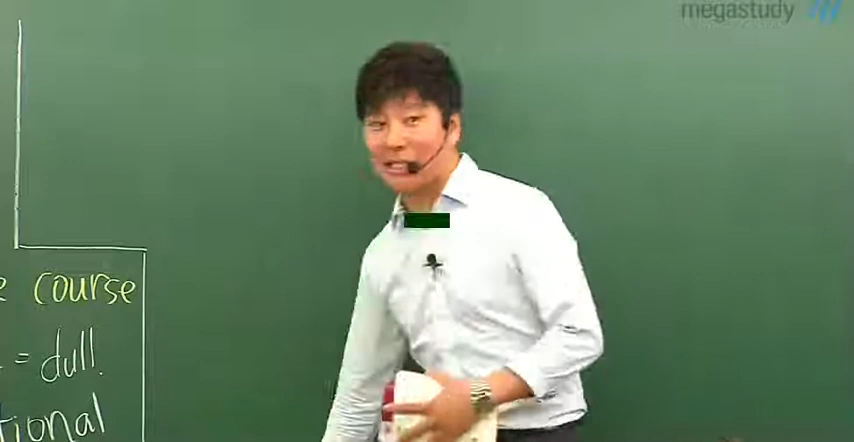 megastudy
course
= dull.
tional